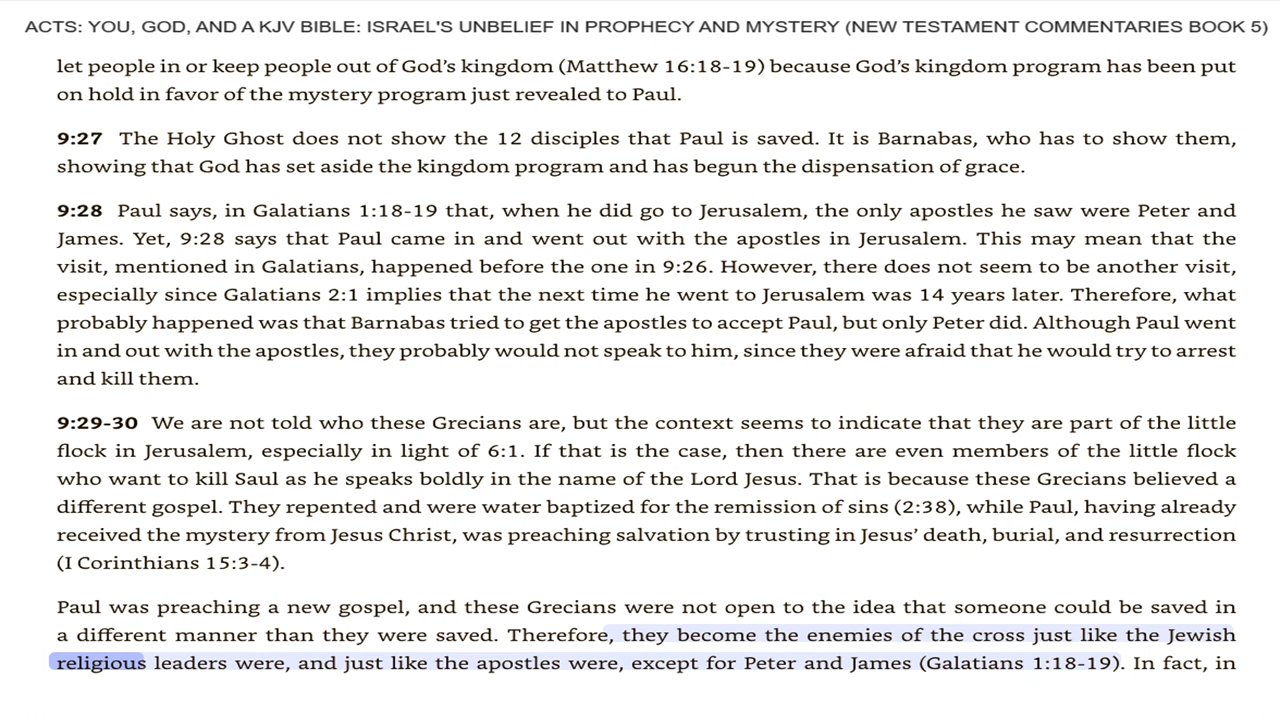 ACTS: YOU, GOD, AND A KJV BIBLE: ISRAEL'S UNBELIEF IN PROPHECY AND MYSTERY (NEW TESTAMENT COMMENTARIES BOOK 5)
let people in or keep people out of God’s kingdom (Matthew 16:18-19) because God’s kingdom program has been put
on hold in favor of the mystery program just revealed to Paul.
9:27 The Holy Ghost does not show the 12 disciples that Paul is saved. It is Barnabas, who has to show them,
showing that God has set aside the kingdom program and has begun the dispensation of grace.
9:28 Paul says, in Galatians 1:18-19 that, when he did go to Jerusalem, the only apostles he saw were Peter and
James. Yet, 9:28 says that Paul came in and went out with the apostles in Jerusalem. This may mean that the
visit, mentioned in Galatians, happened before the one in 9:26. However, there does not seem to be another visit,
especially since Galatians 2:1 implies that the next time he went to Jerusalem was 14 years later. Therefore, what
probably happened was that Barnabas tried to get the apostles to accept Paul, but only Peter did. Although Paul went
in and out with the apostles, they probably would not speak to him, since they were afraid that he would try to arrest
and kill them.
9:29-30 We are not told who these Grecians are, but the context seems to indicate that they are part of the little
flock in Jerusalem, especially in light of 6:1. If that is the case, then there are even members of the little flock
who want to kill Saul as he speaks boldly in the name of the Lord Jesus. That is because these Grecians believed a
different gospel. They repented and were water baptized for the remission of sins (2:38), while Paul, having already
received the mystery from Jesus Christ, was preaching salvation by trusting in Jesus’ death, burial, and resurrection
(I Corinthians 15:3-4).
Paul was preaching a new gospel, and these Grecians were not open to the idea that someone could be saved in
a different manner than they were saved. Therefore, they become the enemies of the cross just like the Jewish
religious leaders were, and just like the apostles were, except for Peter and James (Galatians 1:18-19). In fact, in